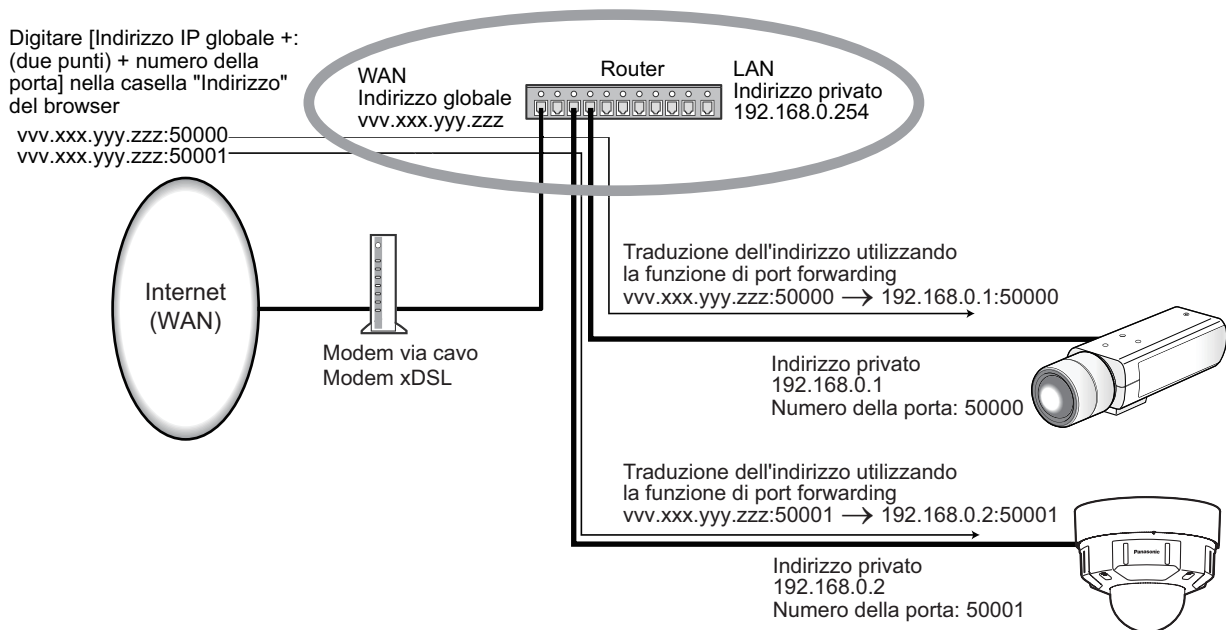 Digitare [Indirizzo IP globale +:
(due punti) + numero della
porta] nella casella "Indirizzo"
del browser
vvv.xxx.yyy.zzz:50000
vvv.xxx.yyy.zzz:50001
WAN
Indirizzo globale
vvv.xxx.yyy.zzz
Router
LAN
Indirizzo privato
192.168.0.254
Internet
(WAN)
Modem via cavo
Modem xDSL
Traduzione dell'indirizzo utilizzando
la funzione di port forwarding
vvv.xxx.yyy.zzz:50000 → 192.168.0.1:50000
Indirizzo privato
192.168.0.1
Numero della porta: 50000
Traduzione dell'indirizzo utilizzando
la funzione di port forwarding
vvv.xxx.yyy.zzz:50001 → 192.168.0.2:50001
Indirizzo privato
192.168.0.2
Numero della porta: 50001
Panasonic